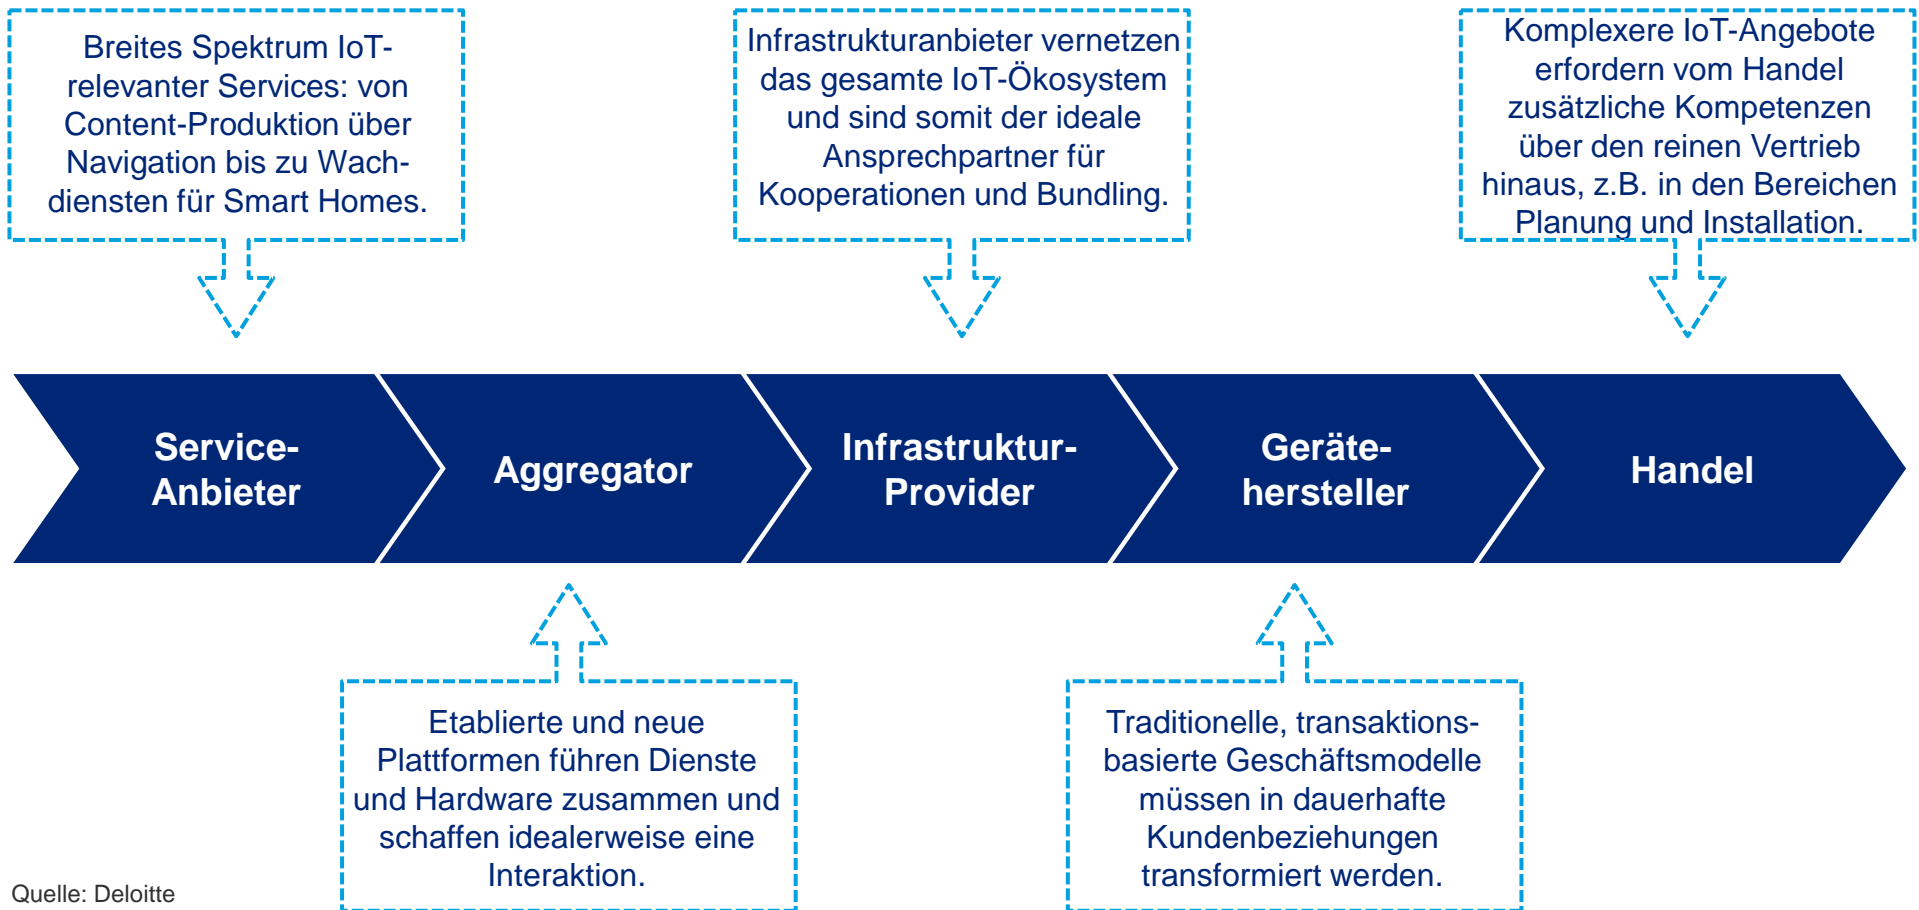 Breites Spektrum IoT-
relevanter Services: von
Content-Produktion über
Navigation bis zu Wach-
diensten für Smart Homes.
Infrastrukturanbieter vernetzen
das gesamte IoT-Ökosystem
und sind somit der ideale
Ansprechpartner für
Kooperationen und Bundling.
Komplexere IoT-Angebote
erfordern vom Handel
zusätzliche Kompetenzen
über den reinen Vertrieb
hinaus, z.B. in den Bereichen
Planung und Installation.
Service-
Anbieter
Aggregator
Infrastruktur-
Provider
Geräte-
hersteller
Handel
Etablierte und neue
Plattformen führen Dienste
und Hardware zusammen und
schaffen idealerweise eine
Interaktion.
Traditionelle, transaktions-
basierte Geschäftsmodelle
müssen in dauerhafte
Kundenbeziehungen
transformiert werden.
Quelle: Deloitte